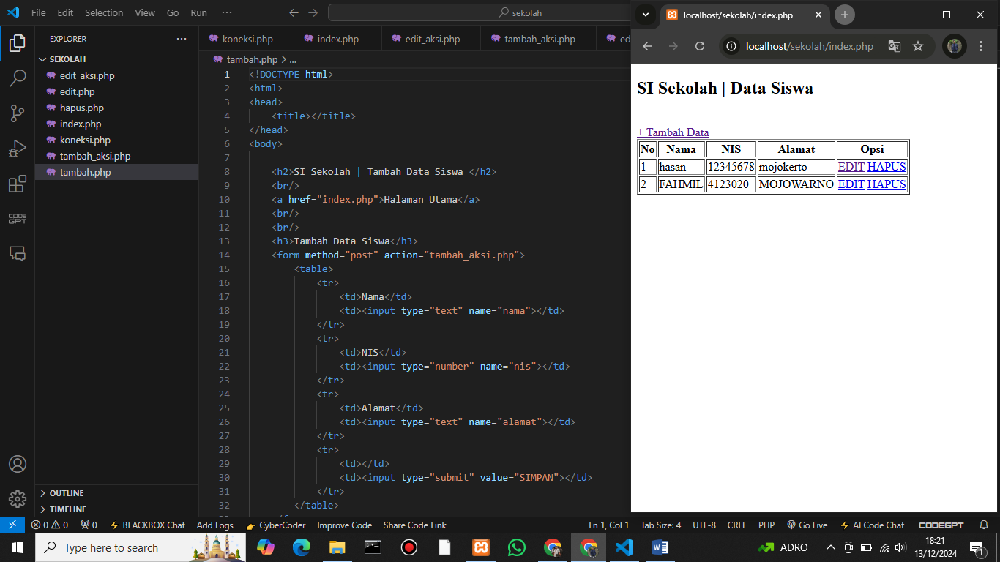 File Edit Selection View Go Run ··· sekolah
EXPLORER ···
SEKOLAH
edit_aksi.php
edit.php
hapus.php
index.php
koneksi.php
tambah_aksi.php
tambah.php
OUTLINE
TIMELINE
koneksi.php index.php edit_aksi.php tambah_aksi.php ed
tambah.php > ...
1 <!DOCTYPE html>
2 <html>
3 <head>
4 <title></title>
5 </head>
6 <body>
7
8 <h2>SI Sekolah | Tambah Data Siswa </h2>
9 <br/>
10 <a href="index.php">Halaman Utama</a>
11 <br/>
12 <br/>
13 <h3>Tambah Data Siswa</h3>
14 <form method="post" action="tambah_aksi.php">
15 <table>
16 <tr>
17 <td>Nama</td>
18 <td><input type="text" name="nama"></td>
19 </tr>
20 <tr>
21 <td>NIS</td>
22 <td><input type="number" name="nis"></td>
23 </tr>
24 <tr>
25 <td>Alamat</td>
26 <td><input type="text" name="alamat"></td>
27 </tr>
28 <tr>
29 <td></td>
30 <td><input type="submit" value="SIMPAN"></td>
31 </tr>
32 </table>
localhost/sekolah/index.php
localhost/sekolah/index.php
SI Sekolah | Data Siswa
+ Tambah Data
No Nama NIS Alamat Opsi
1 hasan 12345678 mojokerto EDIT HAPUS
2 FAHMIL 4123020 MOJOWARNO EDIT HAPUS
0 0 0 BLACKBOX Chat Add Logs CyberCoder Improve Code Share Code Link Ln 1, Col 1 Tab Size: 4 UTF-8 CRLF PHP Go Live AI Code Chat CODEGPT
CODE
GPT
Type here to search
ADRO
18:21
13/12/2024
1